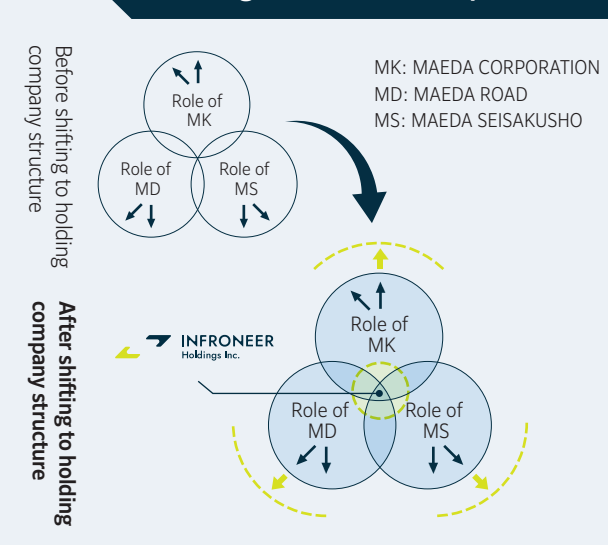 Before shifting to holding
company structure
Role of
MK
Role of
MD
Role of
MS
MK: MAEDA CORPORATION
MD: MAEDA ROAD
MS: MAEDA SEISAKUSHO
After shifting to holding
company structure
INFRONEER
Holdings Inc.
Role of
MK
Role of
MD
Role of
MS